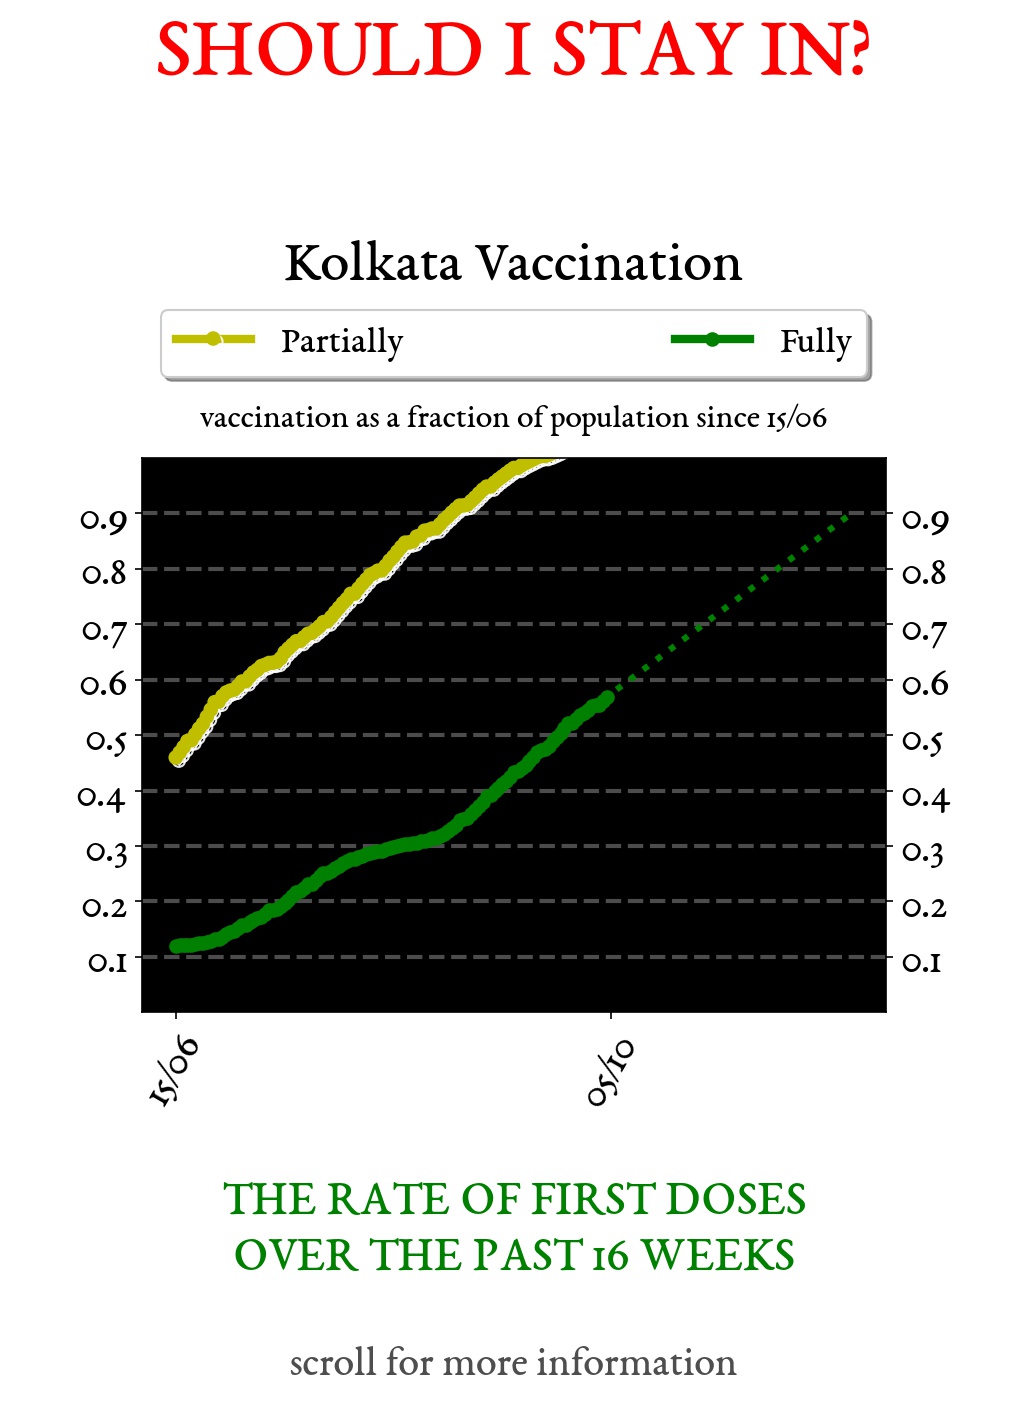 SHOULD I STAY IN?
Kolkata Vaccination
Partially Fully
vaccination as a fraction of population since 15/06
0.9 0.9
0.8 0.8
0.7 0.7
0.6 0.6
0.5 0.5
0.4 0.4
0.3 0.3
0.2 0.2
0.1 0.1
15/06 05/10
THE RATE OF FIRST DOSES
OVER THE PAST 16 WEEKS
scroll for more information